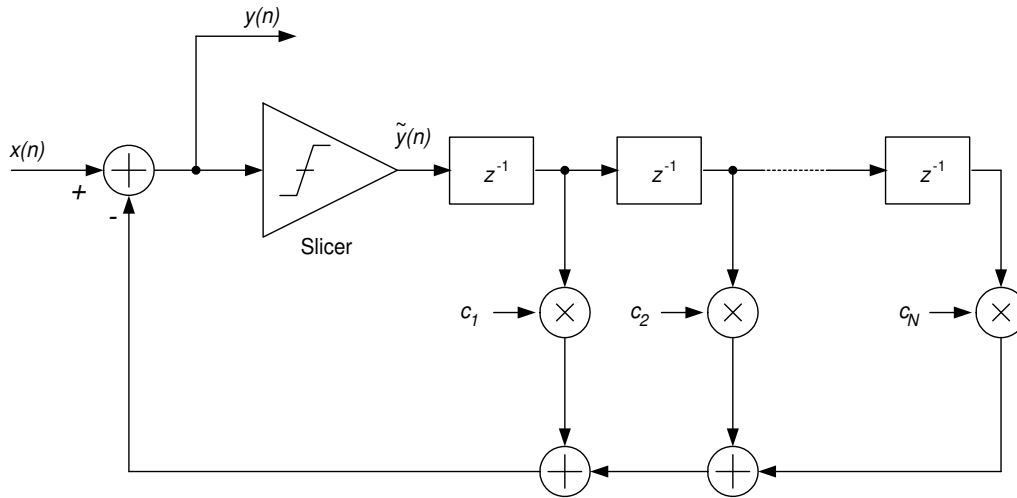 y(n)
x(n)
+
-
Slicer
ỹ(n)
z⁻¹
z⁻¹
z⁻¹
c₁
c₂
c_N